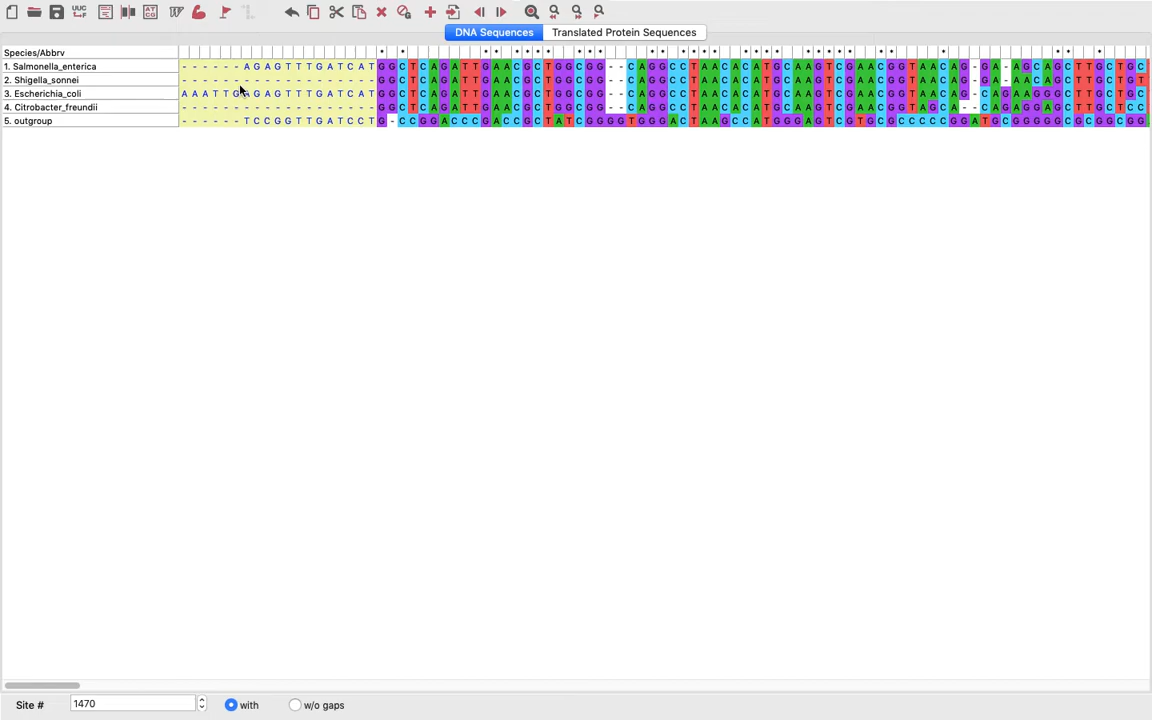 DNA Sequences Translated Protein Sequences
Species/Abbrv
1. Salmonella_enterica - - - - - - A G A G T T T G A T C A T G G C T C A G A T T G A A C G C T G G C G G - - C A G G C C T A A C A C A T G C A A G T C G A A C G G T A A C A G - G A - A G C A G C T T G C T G C
2. Shigella_sonnei - - - - - - - - - - - - - - - - - - - G G C T C A G A T T G A A C G C T G G C G G - - C A G G C C T A A C A C A T G C A A G T C G A A C G G T A A C A G - G A - A A C A G C T T G C T G T
3. Escherichia_coli A A A T T G A G A G T T T G A T C A T G G C T C A G A T T G A A C G C T G G C G G - - C A G G C C T A A C A C A T G C A A G T C G A A C G G T A A C A G - C A G A A G G G C T T G C T G C
4. Citrobacter_freundii - - - - - - - - - - - - - - - - - - - G G C T C A G A T T G A A C G C T G G C G G - - C A G G C C T A A C A C A T G C A A G T C G A A C G G T A G C A - - C A G A G G A G C T T G C T C C
5. outgroup - - - - - - T C C G G T T G A T C C T G - C C G G A C C C G A C C G C T A T C G G G G T G G G A C T A A G C C A T G G G A G T C G T G C G C C C C C G G A T G C G G G G G C G C G G C G G
Site # 1470 with w/o gaps